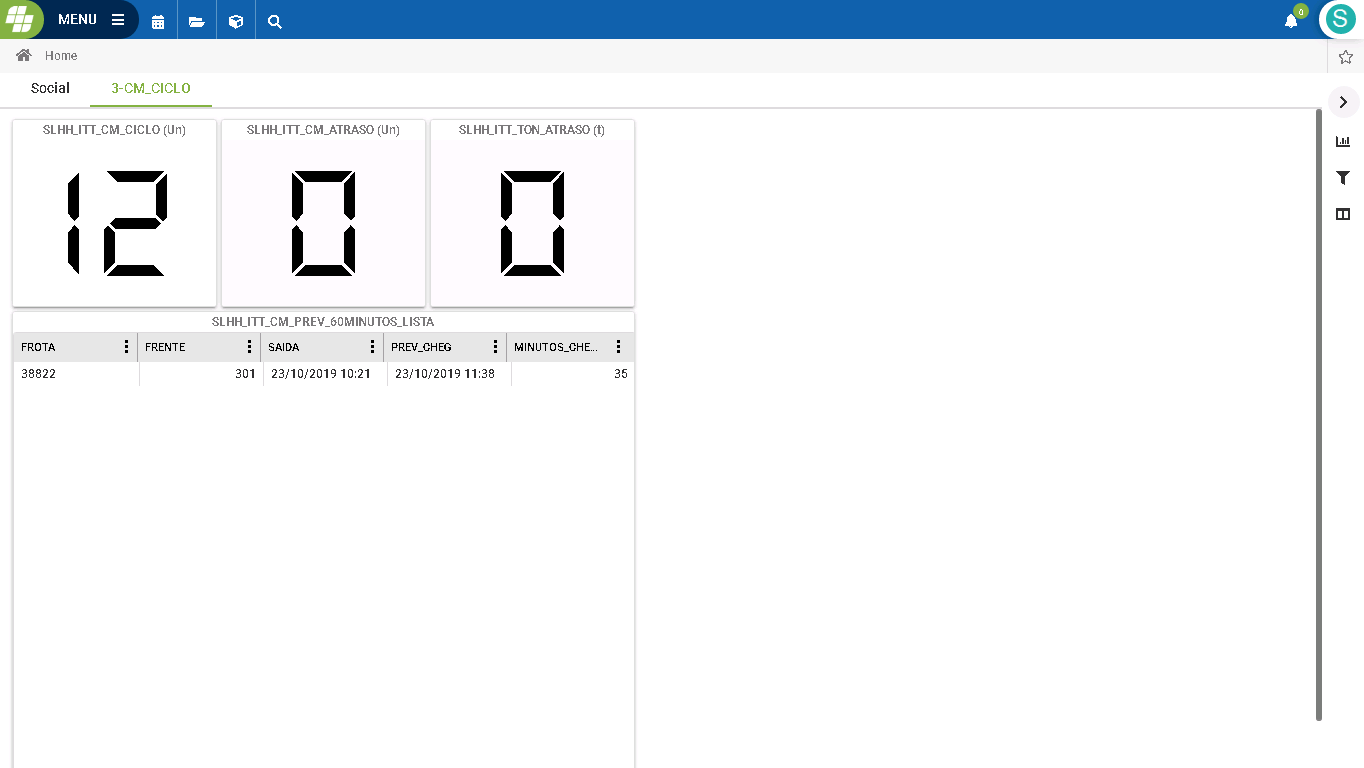 MENU
0
S
Home
Social 3-CM_CICLO
SLHH_ITT_CM_CICLO (Un) SLHH_ITT_CM_ATRASO (Un) SLHH_ITT_TON_ATRASO (t)
12 0 0
SLHH_ITT_CM_PREV_60MINUTOS_LISTA
FROTA FRENTE SAIDA PREV_CHEG MINUTOS_CHE...
38822 301 23/10/2019 10:21 23/10/2019 11:38 35